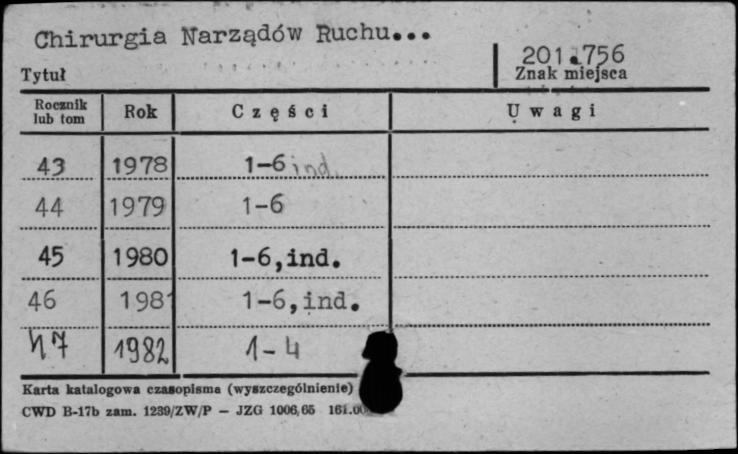 Chirurgia Narządów Ruchu...
201.756
Tytuł Znak miejsca
Rocznik lub tom Rok Części Uwagi
43 1978 1-6 ind.
44 1979 1-6
45 1980 1-6,ind.
46 1981 1-6,ind.
47 1982 1-4
Karta katalogowa czasopisma (wyszczególnienie)
CWD B-17b zam. 1239/ZW/P — JZG 1006,65